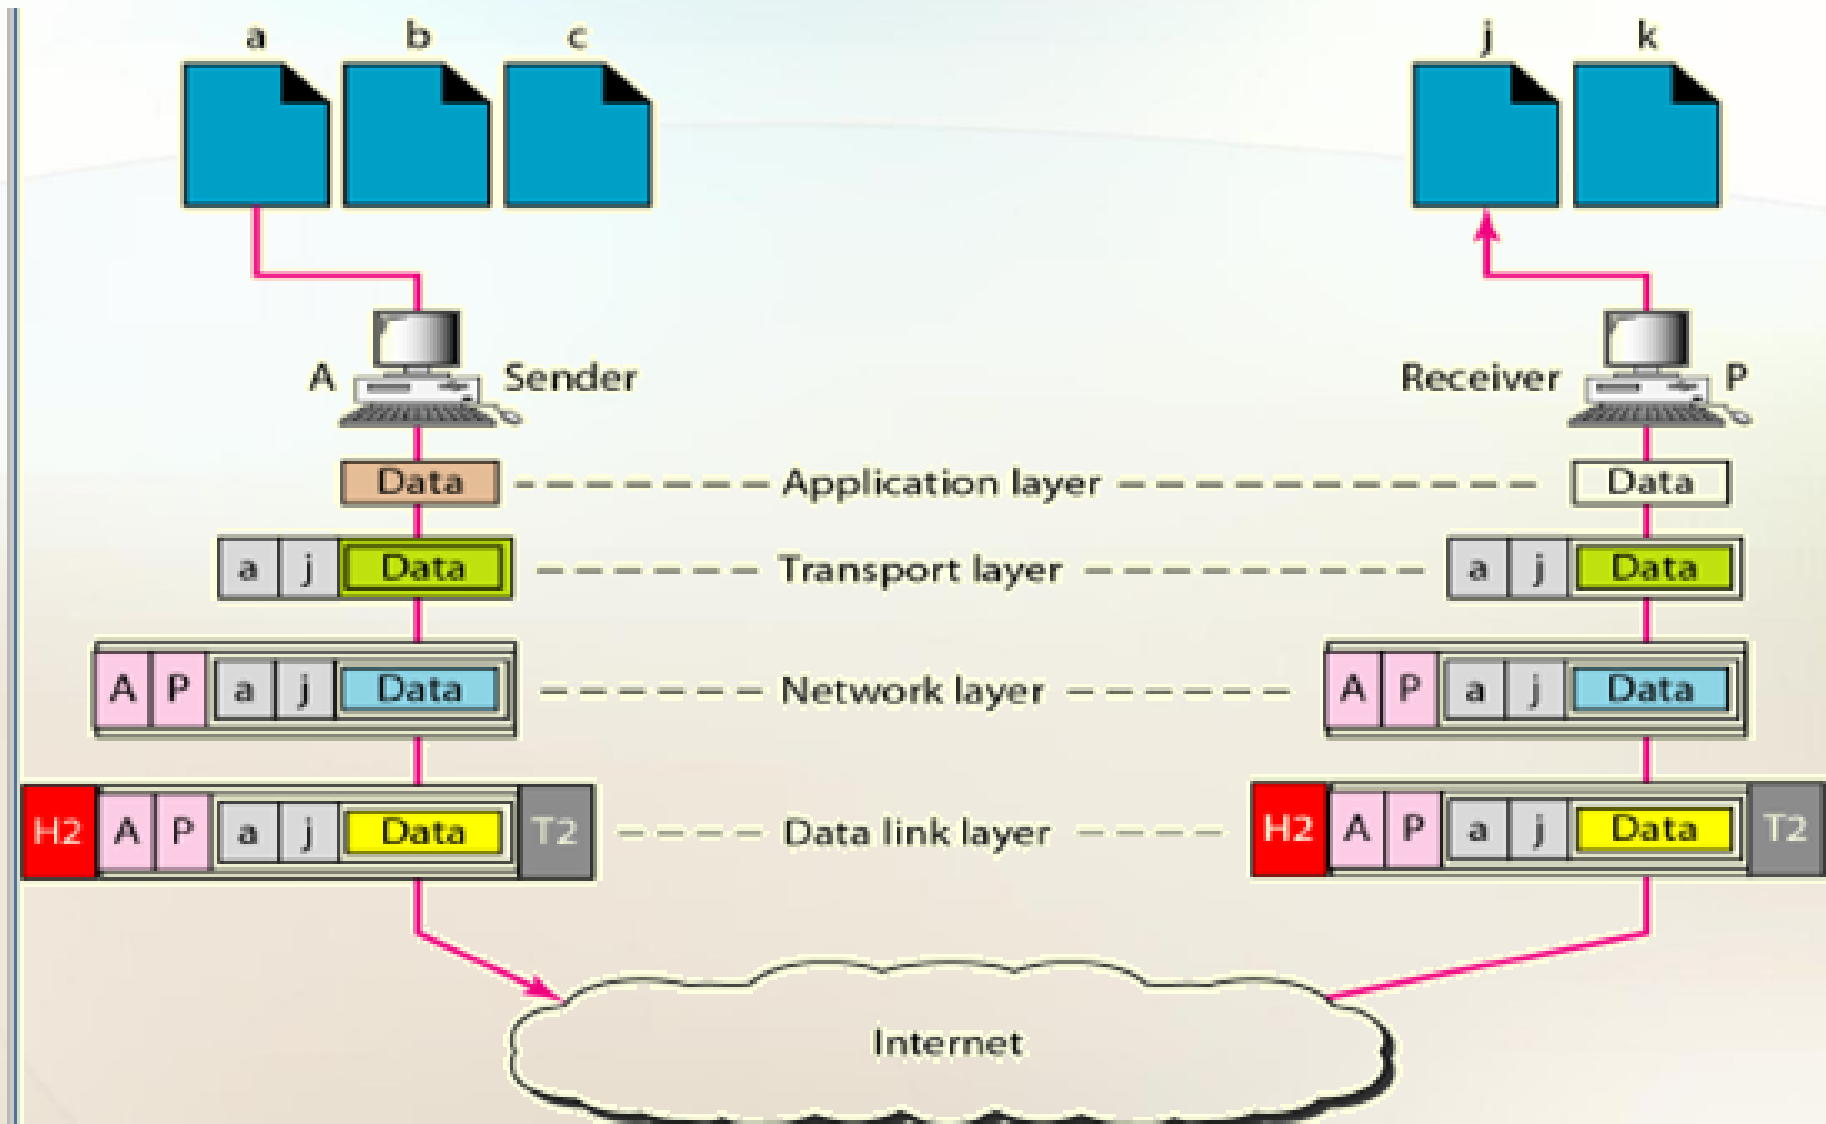 a b c j k
A Sender Receiver P
Data Application layer Data
a j Data Transport layer a j Data
A P a j Data Network layer A P a j Data
H2 A P a j Data T2 Data link layer H2 A P a j Data T2
Internet